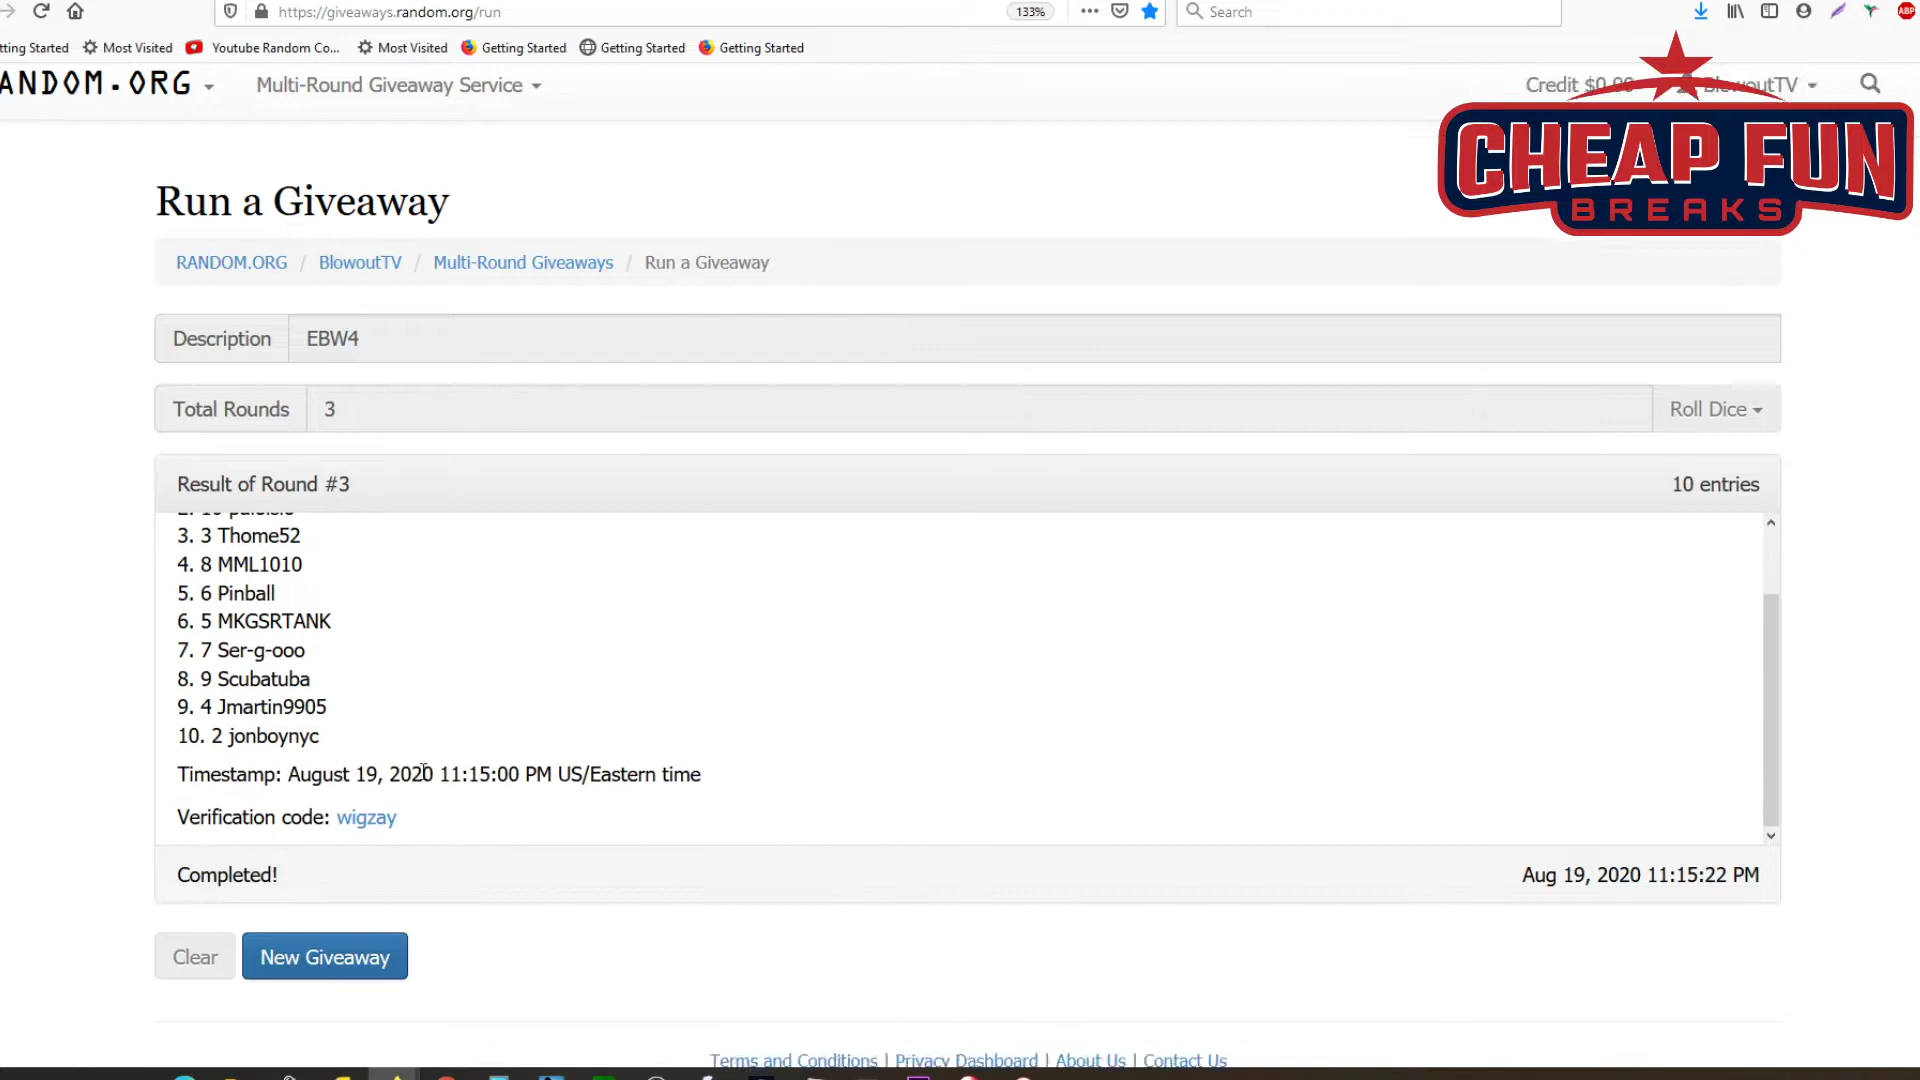 https://giveaways.random.org/run
133%
Search
tting Started
Most Visited
Youtube Random Co...
Most Visited
Getting Started
Getting Started
Getting Started
ANDOM.ORG
Multi-Round Giveaway Service
Credit $0.00
BlowoutTV
ABP
CHEAP FUN
BREAKS
Run a Giveaway
RANDOM.ORG / BlowoutTV / Multi-Round Giveaways / Run a Giveaway
Description EBW4
Total Rounds 3 Roll Dice
Result of Round #3 10 entries
3. 3 Thome52
4. 8 MML1010
5. 6 Pinball
6. 5 MKGSRTANK
7. 7 Ser-g-ooo
8. 9 Scubatuba
9. 4 Jmartin9905
10. 2 jonboynyc
Timestamp: August 19, 2020 11:15:00 PM US/Eastern time
Verification code: wigzay
Completed! Aug 19, 2020 11:15:22 PM
Clear New Giveaway
Terms and Conditions | Privacy Dashboard | About Us | Contact Us